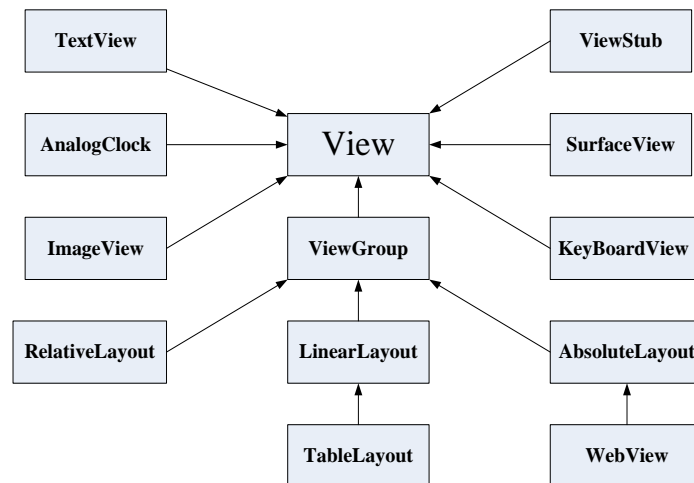 TextView
ViewStub
AnalogClock
View
SurfaceView
ImageView
ViewGroup
KeyBoardView
RelativeLayout
LinearLayout
AbsoluteLayout
TableLayout
WebView